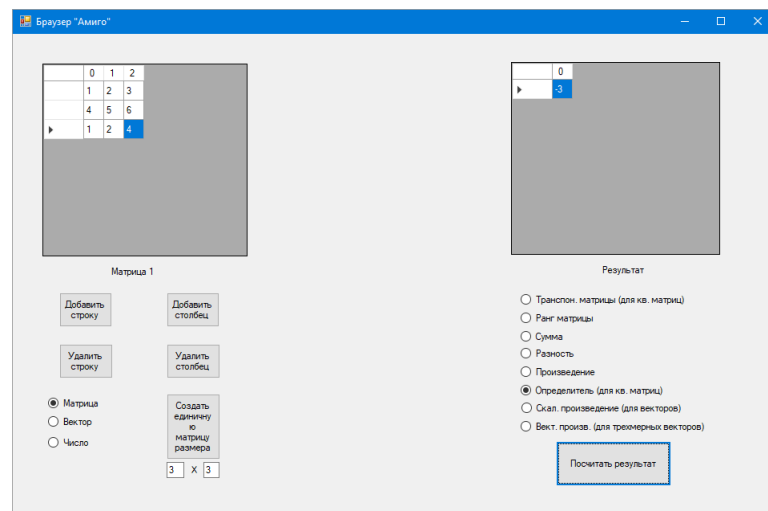 Браузер "Амиго"
0 1 2
1 2 3
4 5 6
1 2 4
Матрица 1
Добавить
строку
Добавить
столбец
Удалить
строку
Удалить
столбец
Матрица
Вектор
Число
Создать
единичну
ю
матрицу
размера
3 X 3
0
-3
Результат
Транспон. матрицы (для кв. матриц)
Ранг матрицы
Сумма
Разность
Произведение
Определитель (для кв. матриц)
Скал. произведение (для векторов)
Вект. произв. (для трехмерных векторов)
Посчитать результат